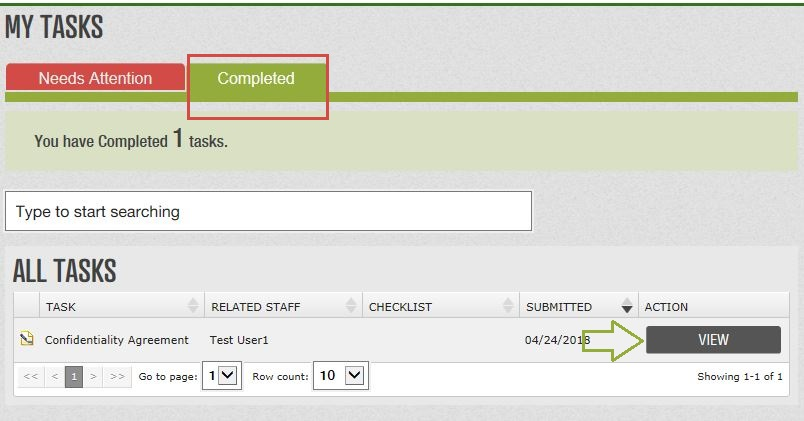 MY TASKS
Needs Attention Completed
You have Completed 1 tasks.
Type to start searching
ALL TASKS
TASK RELATED STAFF CHECKLIST SUBMITTED ACTION
Confidentiality Agreement Test User1 04/24/2018 VIEW
<< < 1 > >> Go to page: 1 Row count: 10 Showing 1-1 of 1